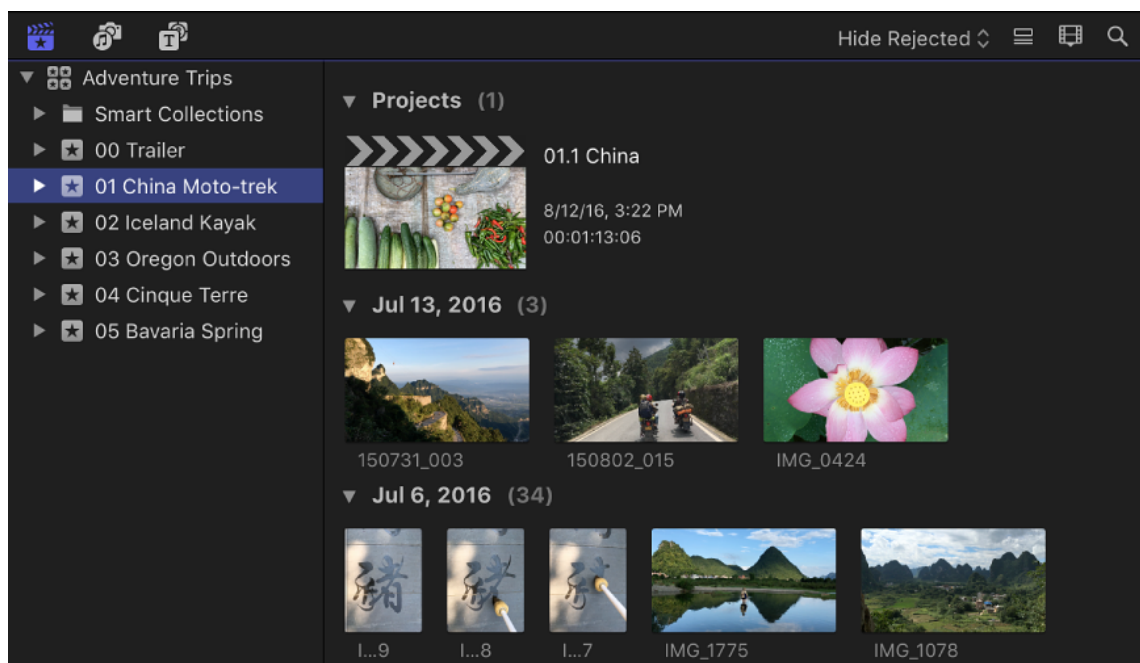 Hide Rejected
Adventure Trips
Smart Collections
00 Trailer
01 China Moto-trek
02 Iceland Kayak
03 Oregon Outdoors
04 Cinque Terre
05 Bavaria Spring
Projects (1)
01.1 China
8/12/16, 3:22 PM
00:01:13:06
Jul 13, 2016 (3)
150731_003
150802_015
IMG_0424
Jul 6, 2016 (34)
猪
I...9
I...8
I...7
IMG_1775
IMG_1078